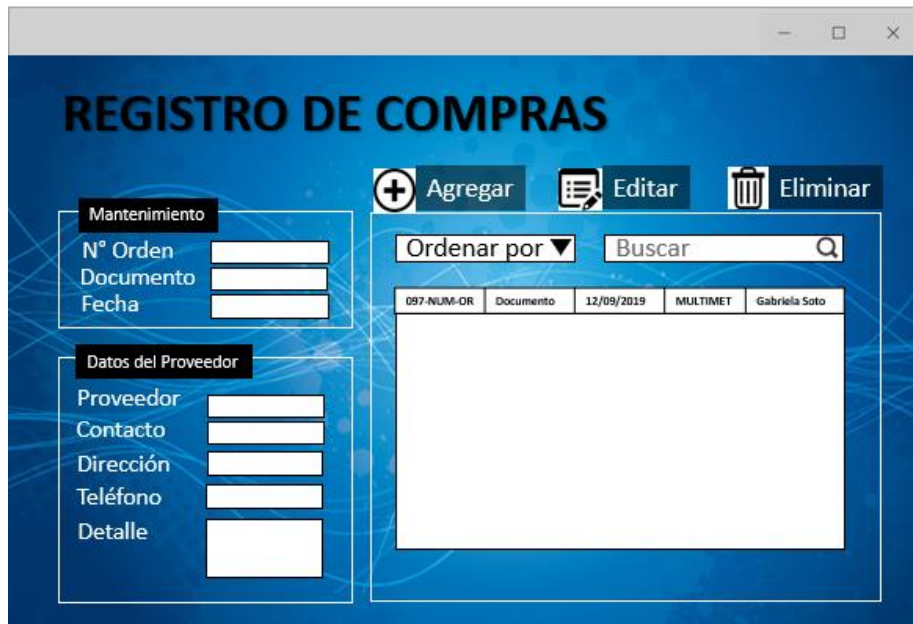 REGISTRO DE COMPRAS
Agregar Editar Eliminar
Mantenimiento
N° Orden
Documento
Fecha
Datos del Proveedor
Proveedor
Contacto
Dirección
Teléfono
Detalle
Ordenar por Buscar
097-NUM-OR Documento 12/09/2019 MULTIMET Gabriela Soto